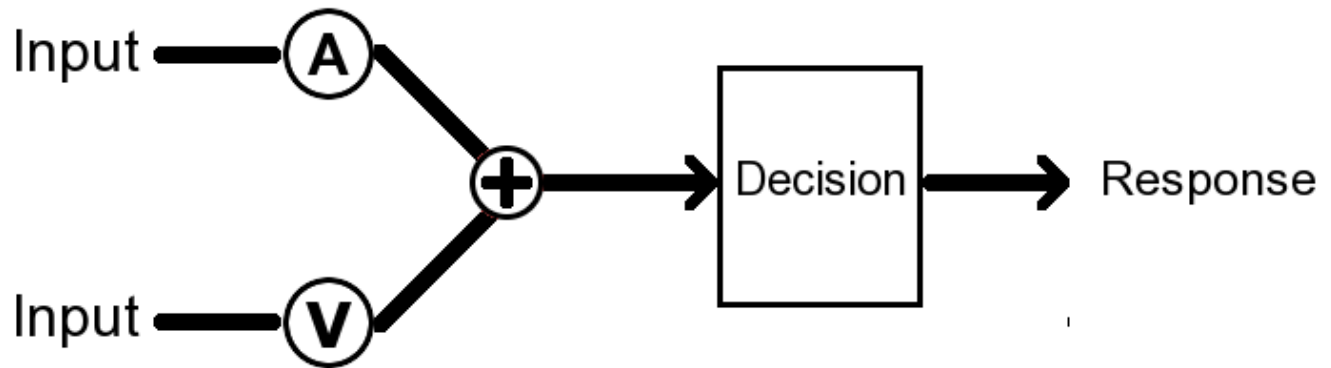 Input
A
+
Decision
Response
Input
V